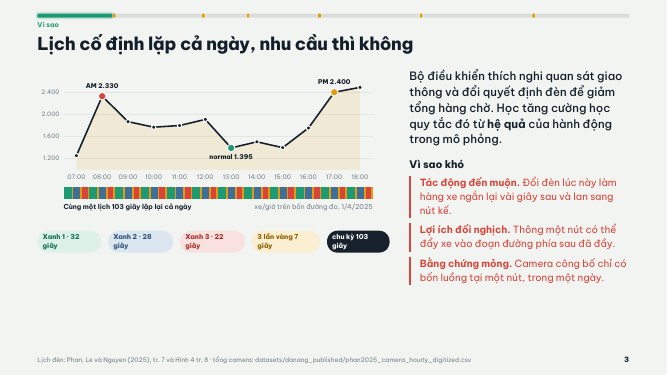 Vì sao
Lịch cố định lặp cả ngày, nhu cầu thì không
AM 2.330
PM 2.400
normal 1.395
2.400
2.000
1.600
1.200
07:00 08:00 09:00 10:00 11:00 12:00 13:00 14:00 15:00 16:00 17:00 18:00
Cùng một lịch 103 giây lặp lại cả ngày
xe/giờ trên bốn đường đo, 1/4/2025
Xanh 1 · 32
giây
Xanh 2 · 28
giây
Xanh 3 · 22
giây
3 lần vàng 7
giây
chu kỳ 103
giây
Bộ điều khiển thích nghi quan sát giao
thông và đổi quyết định đèn để giảm
tổng hàng chờ. Học tăng cường học
quy tắc đó từ hệ quả của hành động
trong mô phỏng.
Vì sao khó
Tác động đến muộn. Đổi đèn lúc này làm
hàng xe ngắn lại vài giây sau và lan sang
nút kế.
Lợi ích đối nghịch. Thông một nút có thể
đẩy xe vào đoạn đường phía sau đã đầy.
Bằng chứng mỏng. Camera công bố chỉ có
bốn luồng tại một nút, trong một ngày.
Lịch đèn: Phan, Le và Nguyen (2025), tr. 7 và Hình 4 tr. 8 · tổng camera: datasets/danang_published/phan2025_camera_hourly_digitized.csv
3